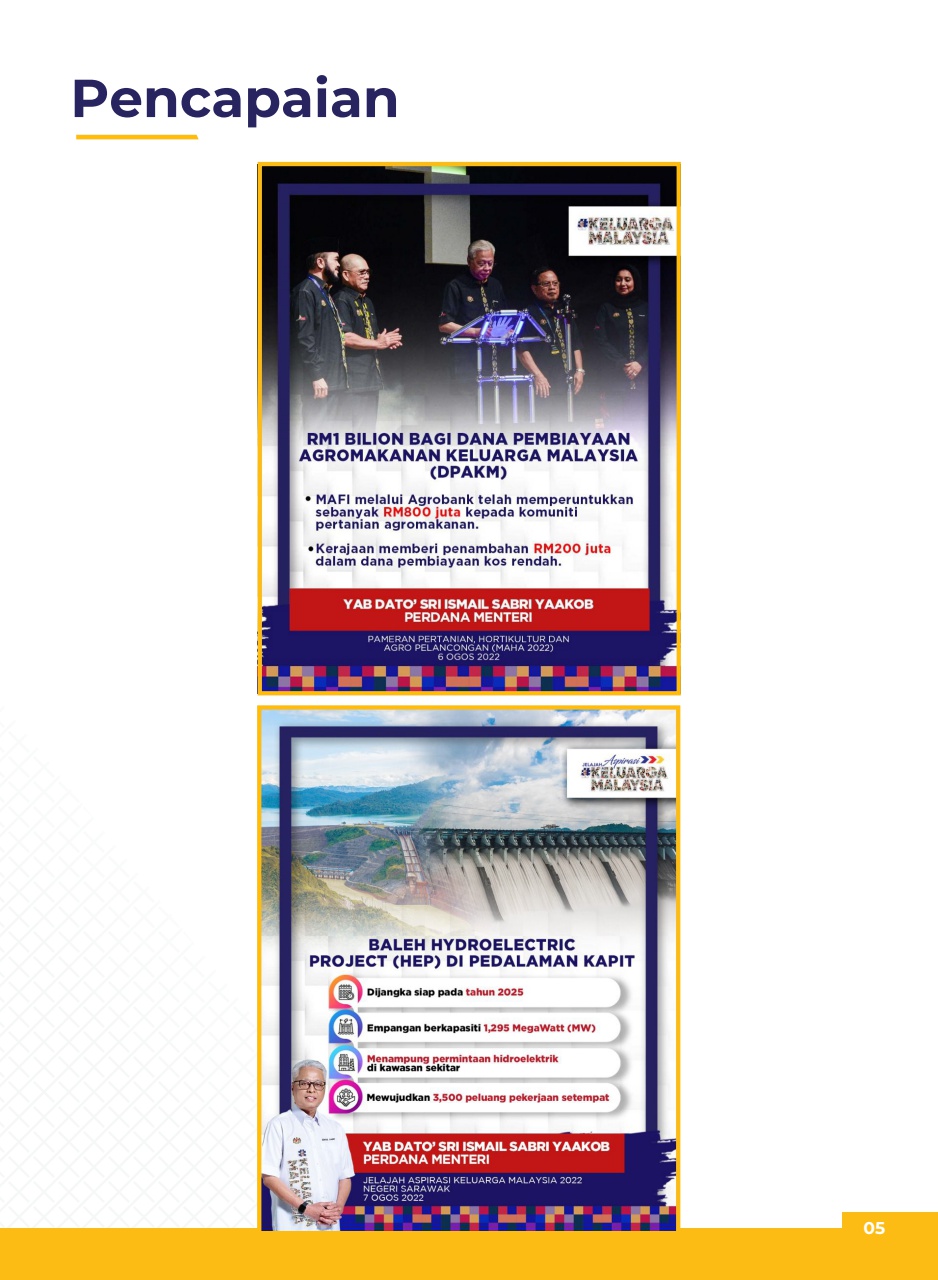 Pencapaian
#KELUARGA
MALAYSIA
RM1 BILION BAGI DANA PEMBIAYAAN
AGROMAKANAN KELUARGA MALAYSIA
(DPAKM)
• MAFI melalui Agrobank telah memperuntukkan
sebanyak RM800 juta kepada komuniti
pertanian agromakanan.
• Kerajaan memberi penambahan RM200 juta
dalam dana pembiayaan kos rendah.
YAB DATO' SRI ISMAIL SABRI YAAKOB
PERDANA MENTERI
PAMERAN PERTANIAN, HORTIKULTUR DAN
AGRO PELANCONGAN (MAHA 2022)
6 OGOS 2022
JELAJAH Aspirasi
#KELUARGA
MALAYSIA
BALEH HYDROELECTRIC
PROJECT (HEP) DI PEDALAMAN KAPIT
Dijangka siap pada tahun 2025
Empangan berkapasiti 1,295 MegaWatt (MW)
Menampung permintaan hidroelektrik
di kawasan sekitar
Mewujudkan 3,500 peluang pekerjaan setempat
YAB DATO' SRI ISMAIL SABRI YAAKOB
PERDANA MENTERI
JELAJAH ASPIRASI KELUARGA MALAYSIA 2022
NEGERI SARAWAK
7 OGOS 2022
05